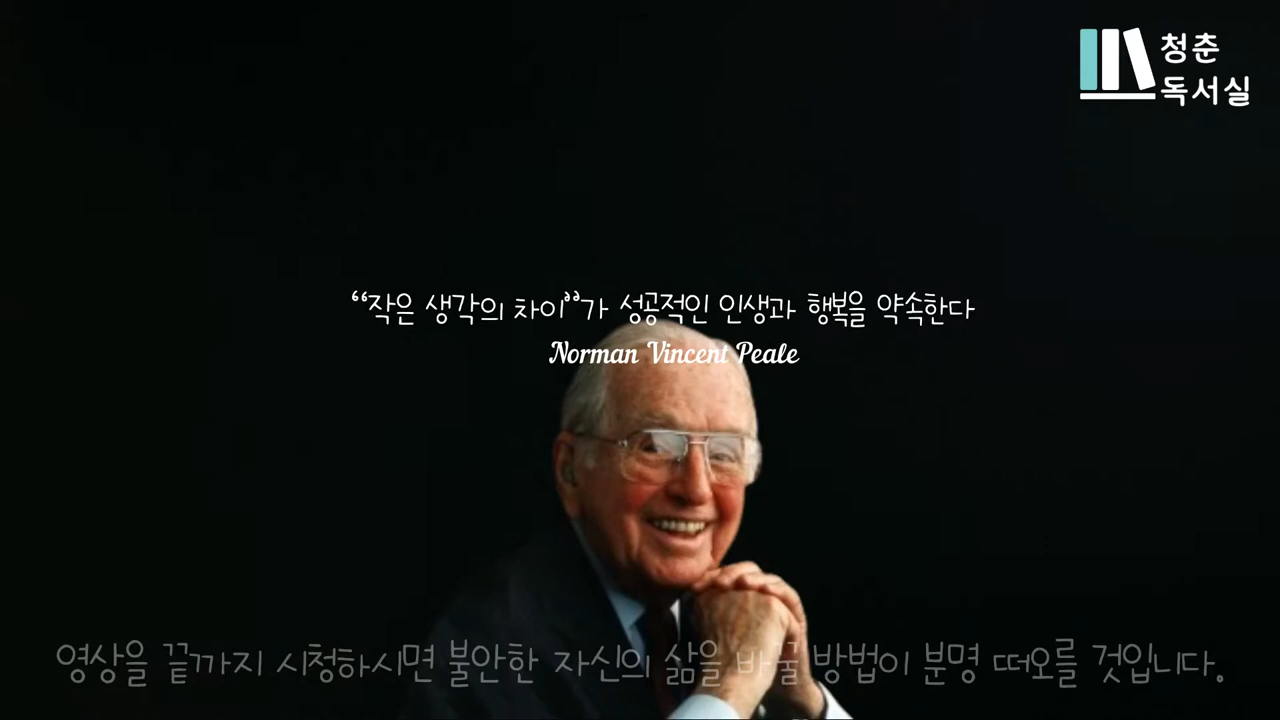 청춘
독서실
“작은 생각의 차이”가 성공적인 인생과 행복을 약속한다
Norman Vincent Peale
영상을 끝까지 시청하시면 불안한 자신의 삶을 바꿀 방법이 분명 떠오를 것입니다.